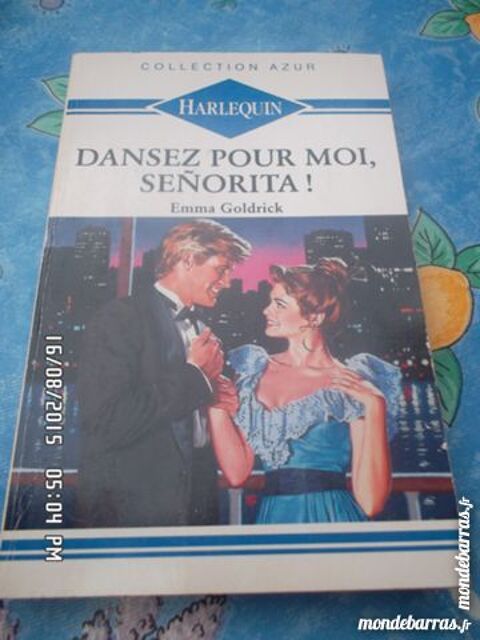 COLLECTION AZUR
HARLEQUIN
DANSEZ POUR MOI,
SEÑORITA !
Emma Goldrick
16/08/2015 05:04 PM
mondebarras.fr
mondebarras.fr